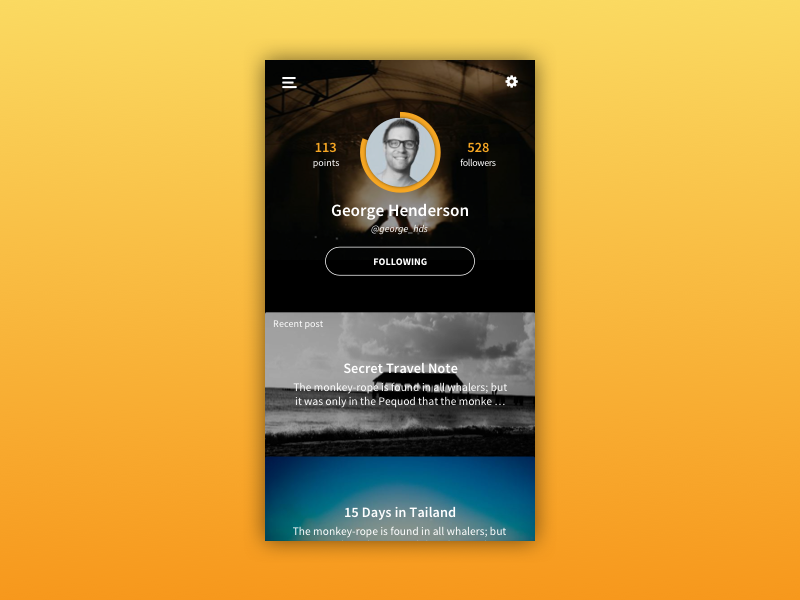 113
points
528
followers
George Henderson
@george_hds
FOLLOWING
Recent post
Secret Travel Note
The monkey-rope is found in all whalers; but
it was only in the Pequod that the monke ...
15 Days in Tailand
The monkey-rope is found in all whalers; but